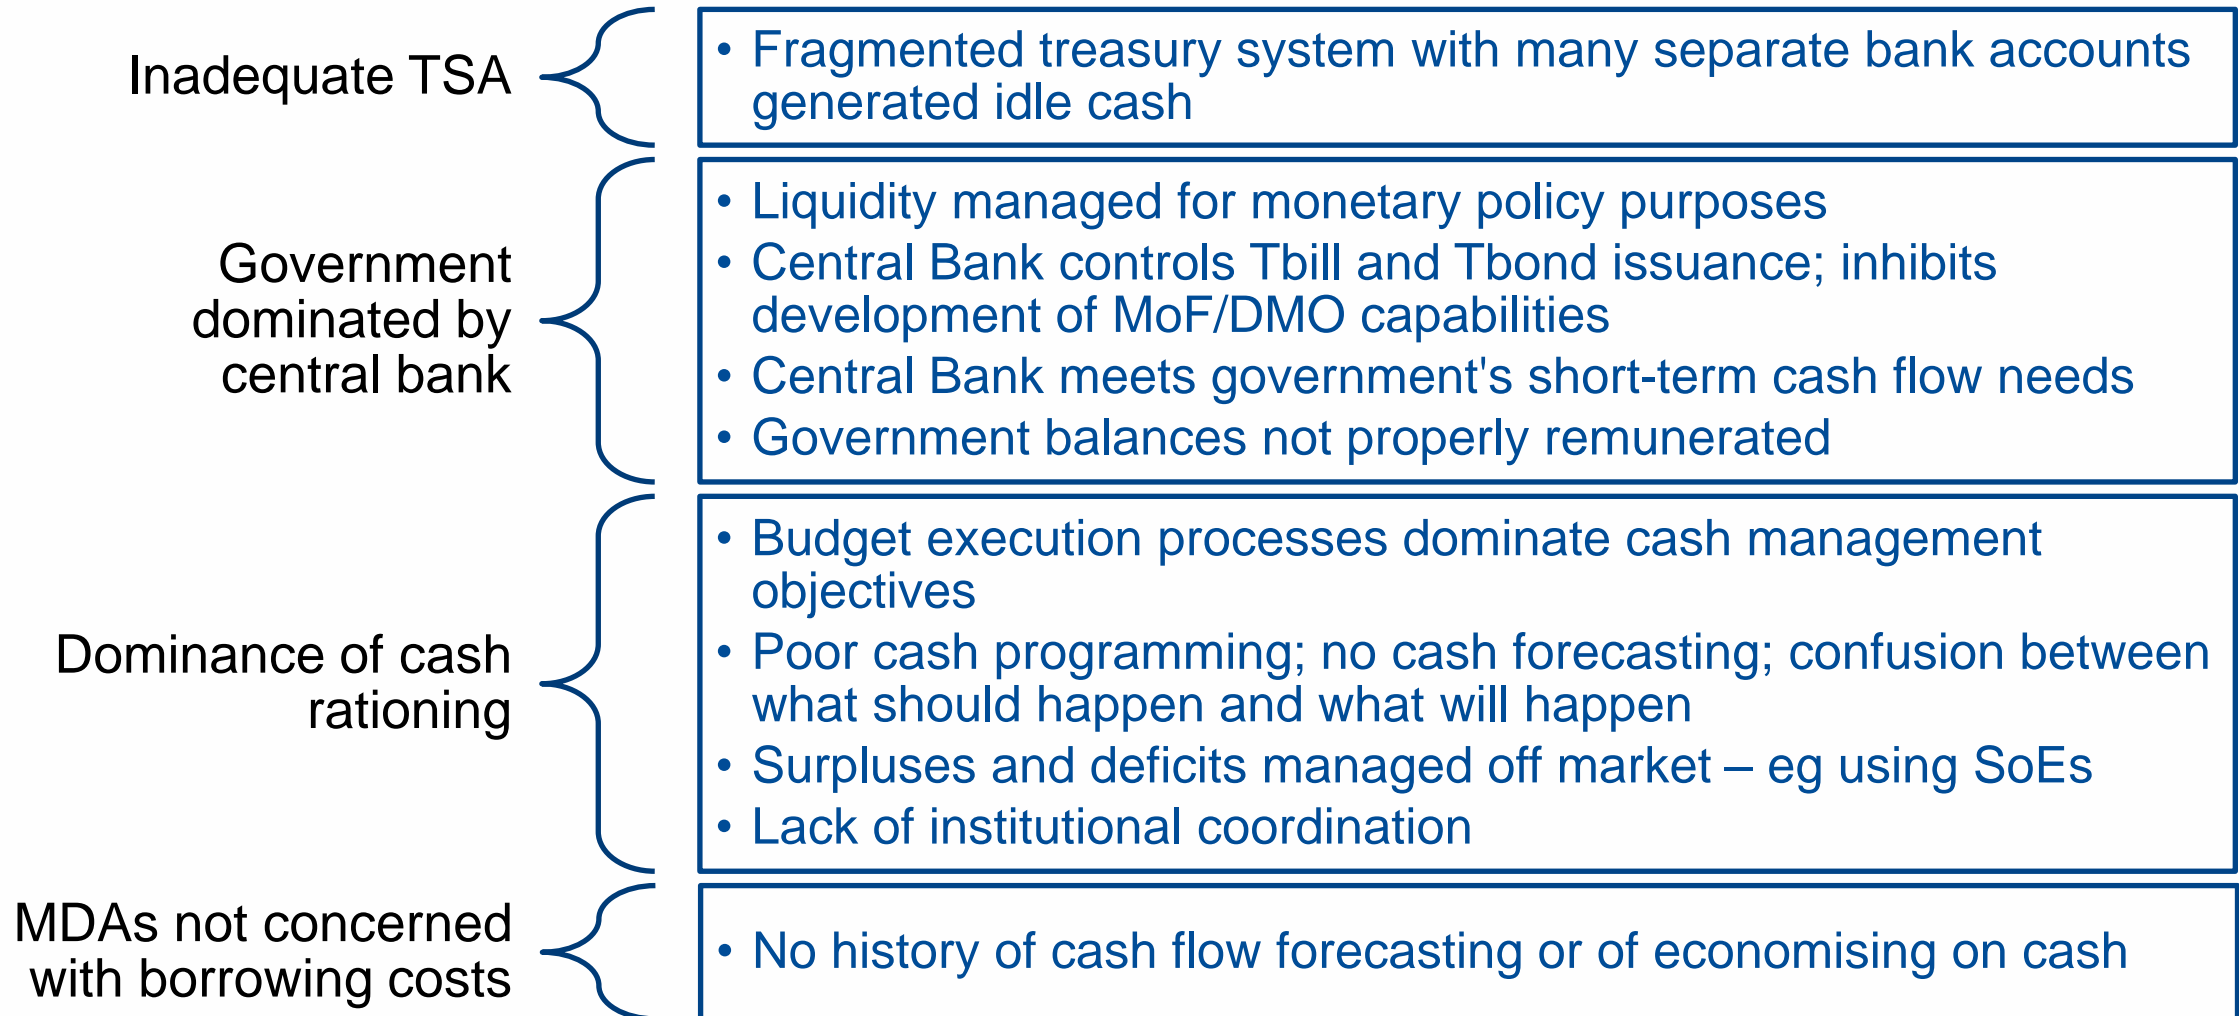 Inadequate TSA
• Fragmented treasury system with many separate bank accounts
generated idle cash
Government
dominated by
central bank
• Liquidity managed for monetary policy purposes
• Central Bank controls Tbill and Tbond issuance; inhibits
development of MoF/DMO capabilities
• Central Bank meets government's short-term cash flow needs
• Government balances not properly remunerated
Dominance of cash
rationing
• Budget execution processes dominate cash management
objectives
• Poor cash programming; no cash forecasting; confusion between
what should happen and what will happen
• Surpluses and deficits managed off market – eg using SoEs
• Lack of institutional coordination
MDAs not concerned
with borrowing costs
• No history of cash flow forecasting or of economising on cash